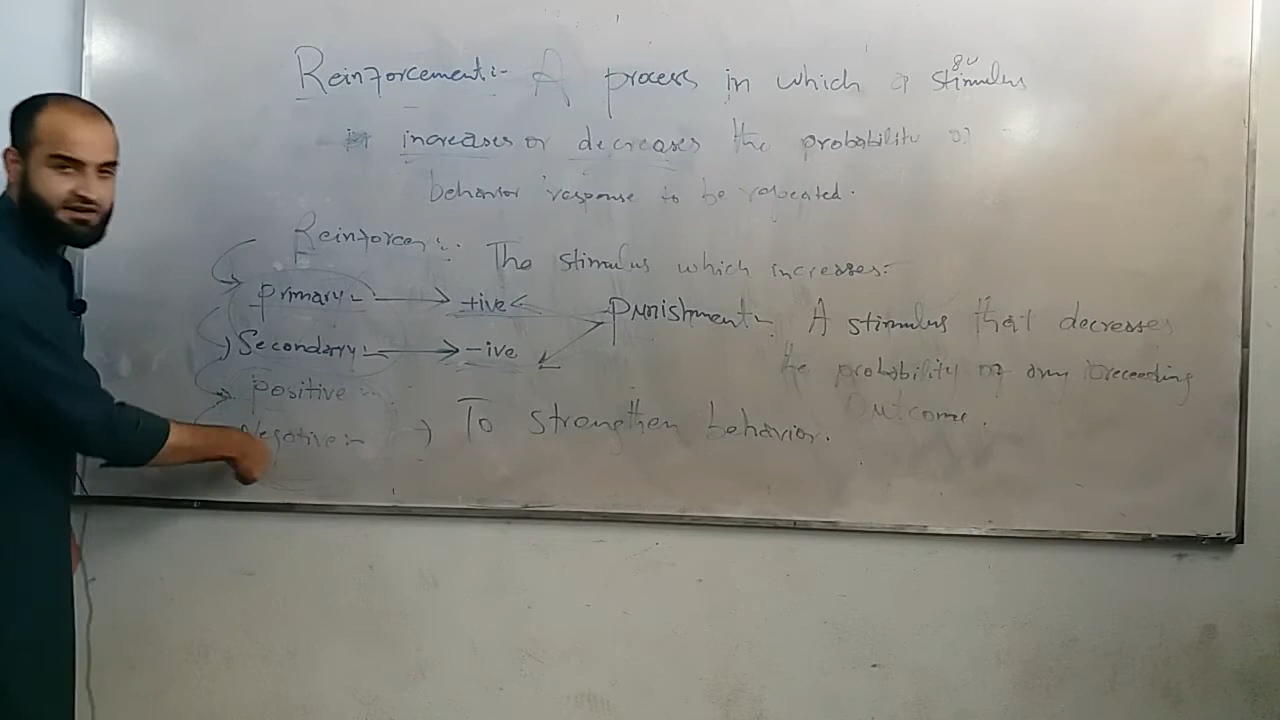 Reinforcement:- A process in which a stimulus
increases or decreases the probability of
behavior response to be repeated.
Reinforcer:- The stimulus which increases:-
primary:- → +ive
Punishment:- A stimulus that decreases
Secondary:- → -ive
the probability of any preceeding
positive :-
outcome.
Negative:- ) To strengthen behavior.